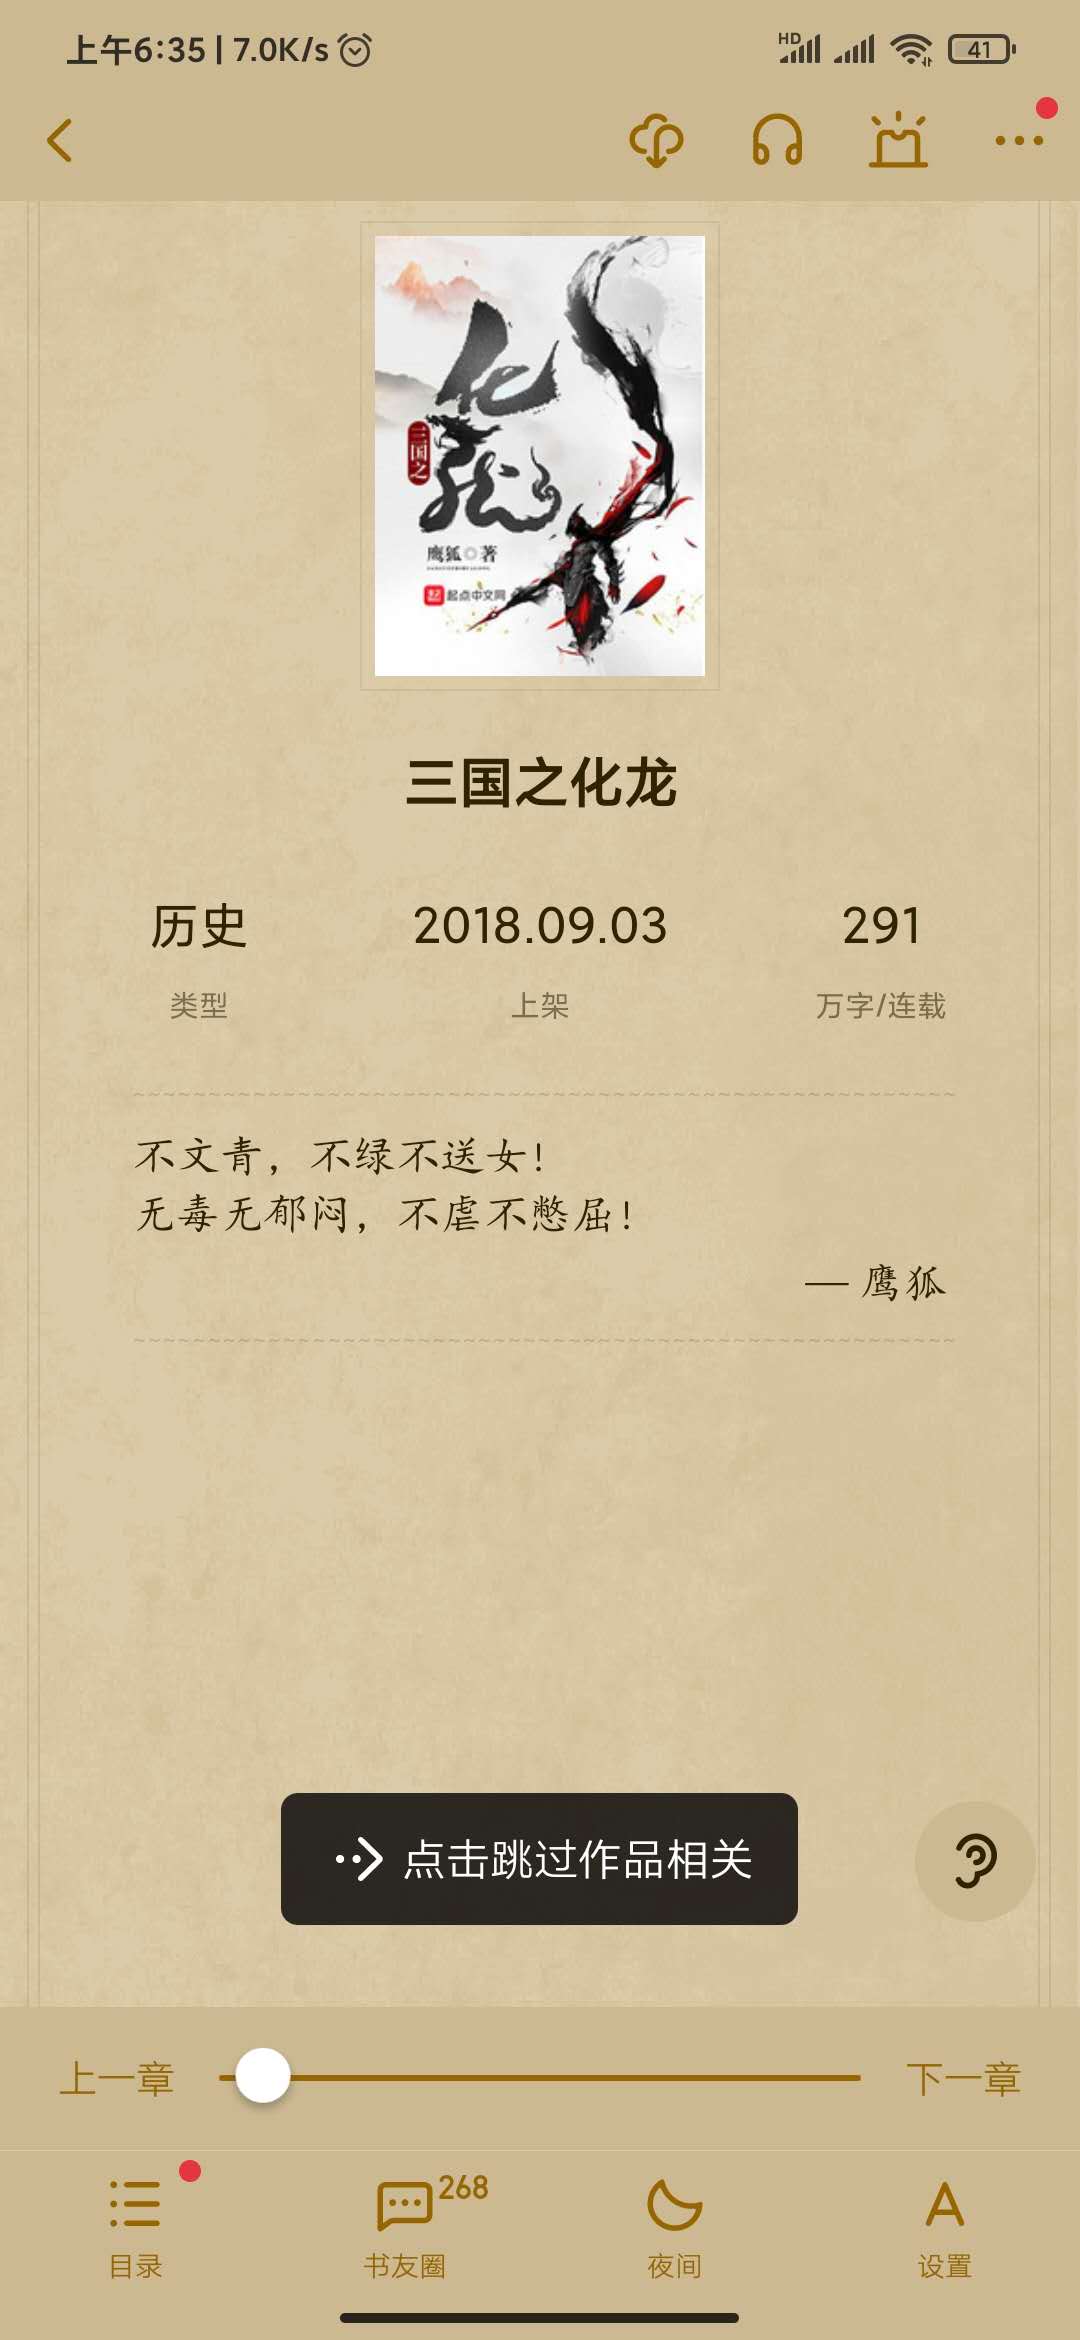 上午6:35 | 7.0K/s
HD
41
化龙
三国之
鹰狐◎著
起点中文网
三国之化龙
历史 2018.09.03 291
类型 上架 万字/连载
不文青，不绿不送女！
无毒无郁闷，不虐不憋屈！
— 鹰狐
点击跳过作品相关
上一章 下一章
268
目录 书友圈 夜间 设置